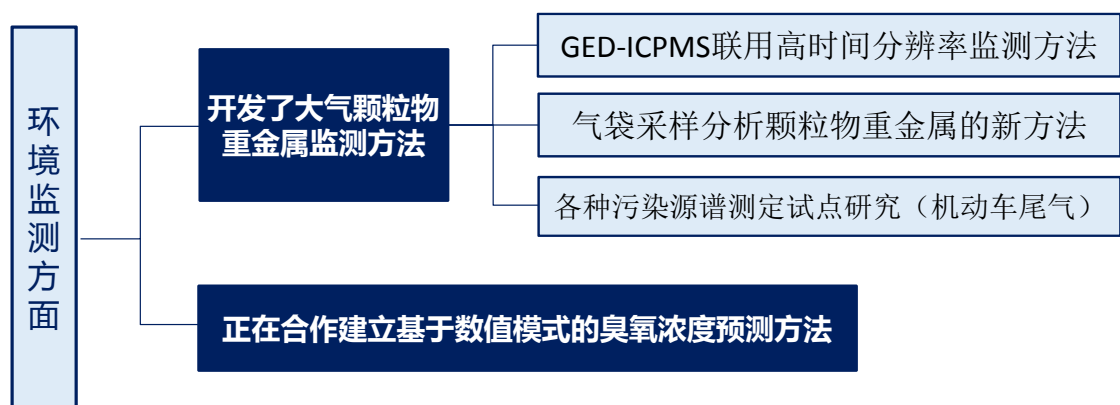 环境监测方面
开发了大气颗粒物
重金属监测方法
GED-ICPMS联用高时间分辨率监测方法
气袋采样分析颗粒物重金属的新方法
各种污染源谱测定试点研究（机动车尾气）
正在合作建立基于数值模式的臭氧浓度预测方法